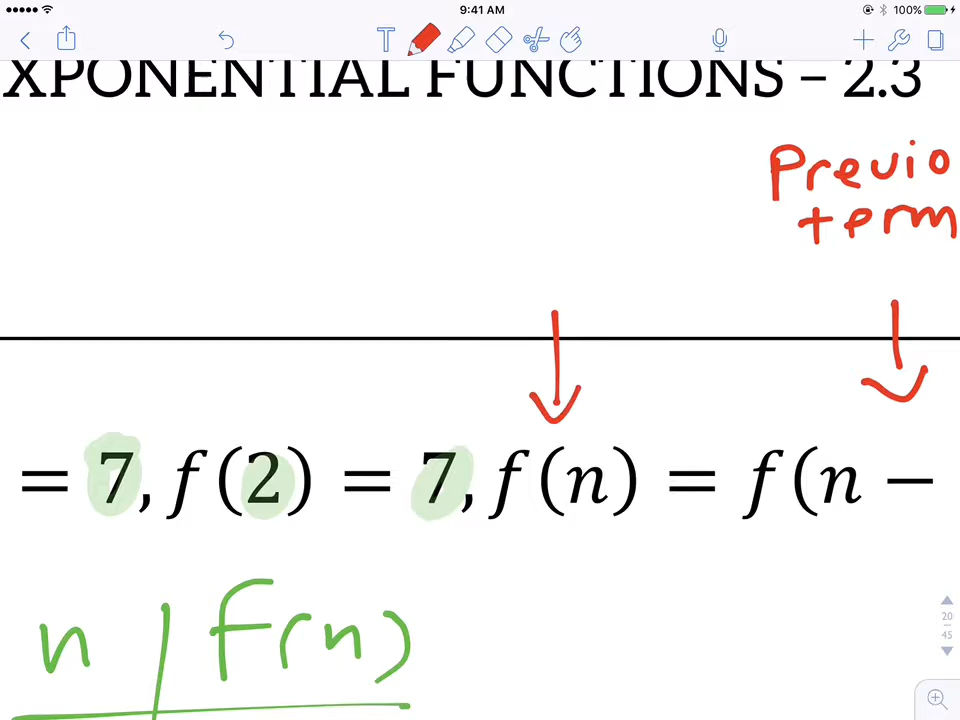 9:41 AM
100%
T
XPONENTIAL FUNCTIONS – 2.3
Previo
term
= 7, f(2) = 7, f(n) = f(n −
n | f(n)
20
45